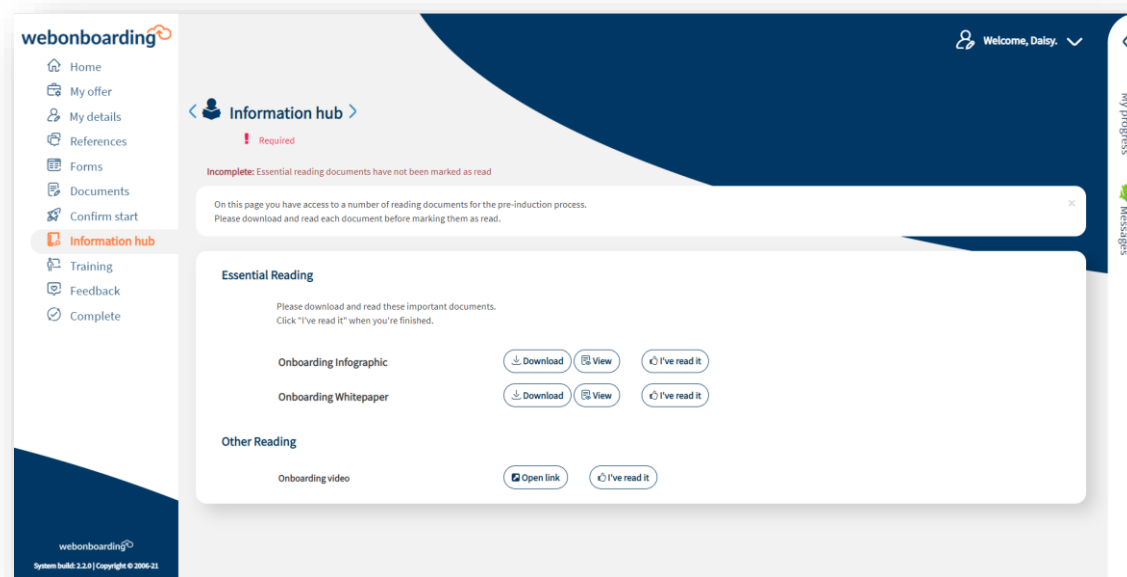 webonboarding
Home
My offer
My details
References
Forms
Documents
Confirm start
Information hub
Training
Feedback
Complete
webonboarding
System build: 2.2.0 | Copyright © 2006-21
Welcome, Daisy.
Information hub
! Required
Incomplete: Essential reading documents have not been marked as read
On this page you have access to a number of reading documents for the pre-induction process.
Please download and read each document before marking them as read.
Essential Reading
Please download and read these important documents.
Click "I've read it" when you're finished.
Onboarding Infographic Download View I've read it
Onboarding Whitepaper Download View I've read it
Other Reading
Onboarding video Open link I've read it
My progress
Messages